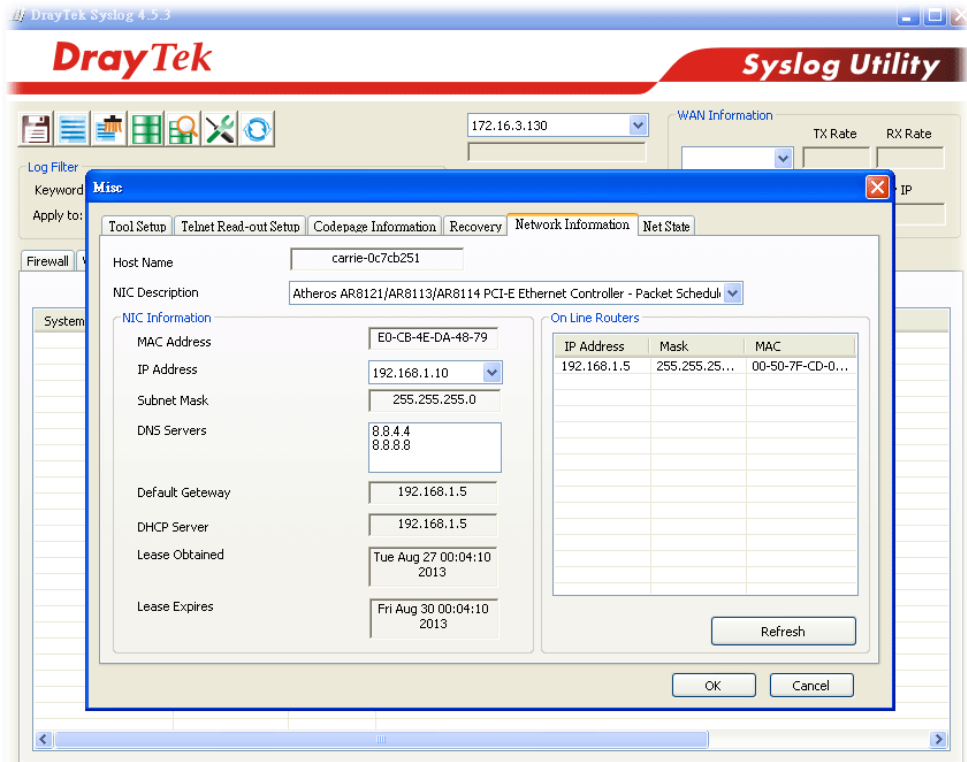 DrayTek Syslog 4.5.3
DrayTek
Syslog Utility
172.16.3.130
WAN Information
TX Rate
RX Rate
Log Filter
Keyword
IP
Apply to:
Misc
Tool Setup
Telnet Read-out Setup
Codepage Information
Recovery
Network Information
Net State
Firewall
System
Host Name
carrie-0c7cb251
NIC Description
Atheros AR8121/AR8113/AR8114 PCI-E Ethernet Controller - Packet Schedul
NIC Information
MAC Address
E0-CB-4E-DA-48-79
IP Address
192.168.1.10
Subnet Mask
255.255.255.0
DNS Servers
8.8.4.4
8.8.8.8
Default Geteway
192.168.1.5
DHCP Server
192.168.1.5
Lease Obtained
Tue Aug 27 00:04:10
2013
Lease Expires
Fri Aug 30 00:04:10
2013
On Line Routers
IP Address
Mask
MAC
192.168.1.5
255.255.25...
00-50-7F-CD-0...
Refresh
OK
Cancel